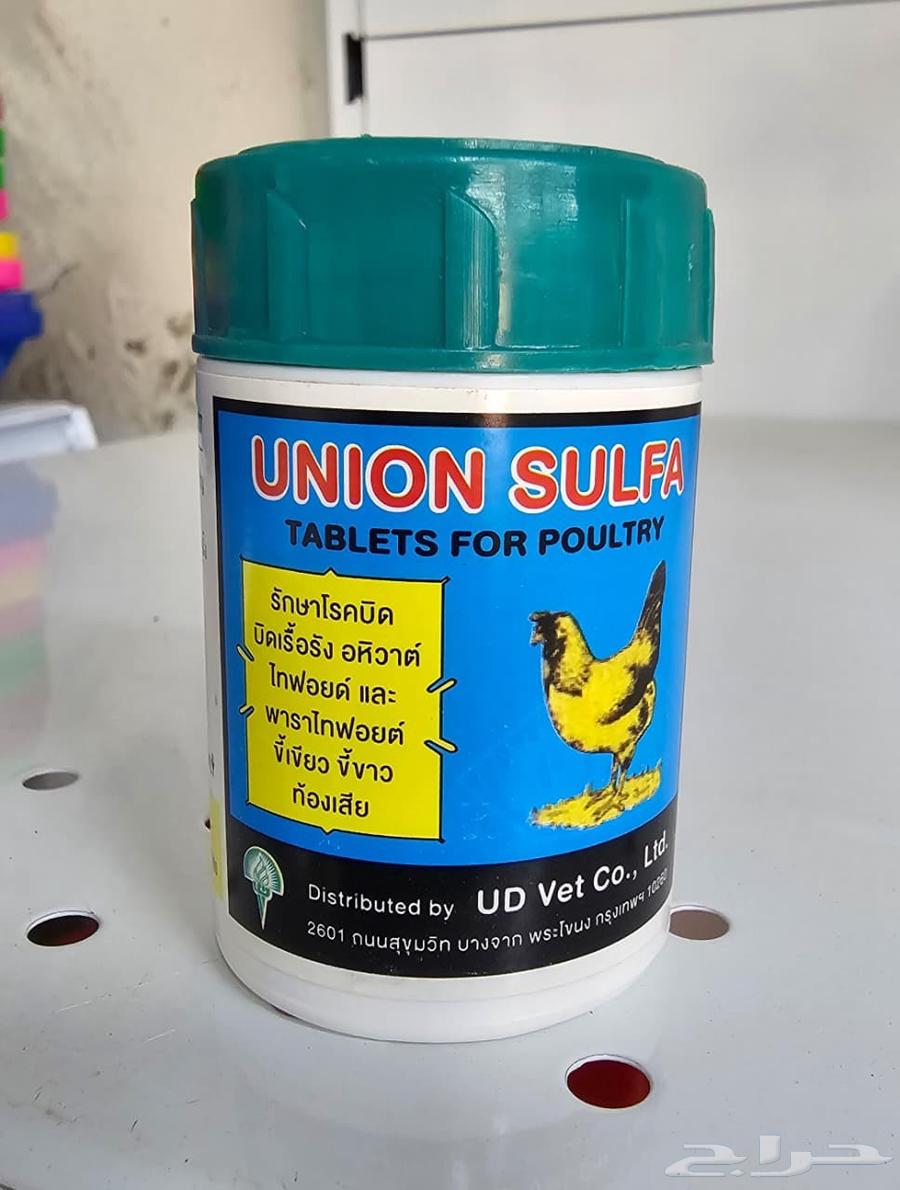 UNION SULFA
TABLETS FOR POULTRY
รักษาโรคบิด
บิดเรื้อรัง อหิวาต์
ไทฟอยด์ และ
พาราไทฟอยต์
ขี้เขียว ขี้ขาว
ท้องเสีย
Distributed by UD Vet Co., Ltd.
2601 ถนนสุขุมวิท บางจาก พระโขนง กรุงเทพฯ 10260
حراج